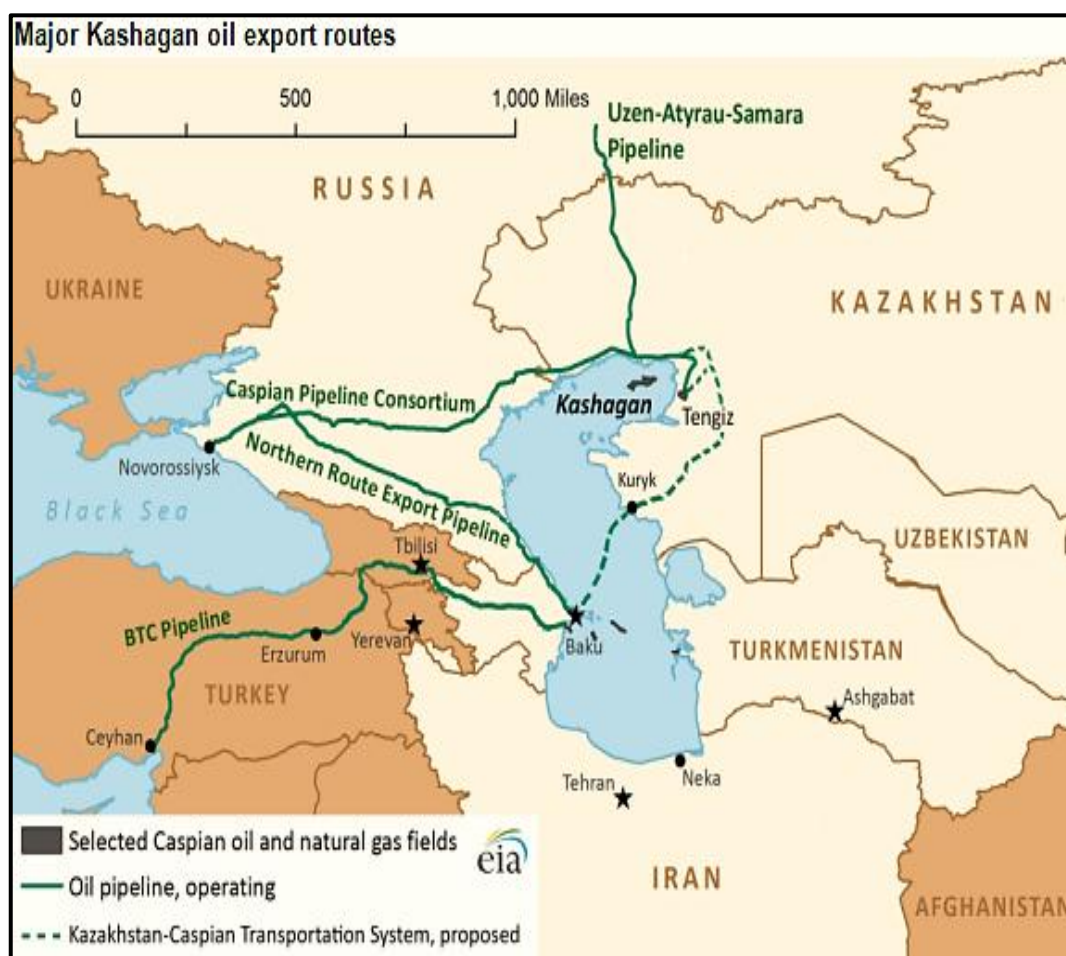 Major Kashagan oil export routes
0 500 1,000 Miles
Uzen-Atyrau-Samara
Pipeline
RUSSIA
UKRAINE
KAZAKHSTAN
Caspian Pipeline Consortium
Kashagan
Tengiz
Novorossiysk
Northern Route Export Pipeline
Kuryk
Black Sea
UZBEKISTAN
Tbilisi
BTC Pipeline
Erzurum
Yerevan
Baku
TURKMENISTAN
TURKEY
Ashgabat
Ceyhan
Tehran
Neka
IRAN
AFGHANISTAN
Selected Caspian oil and natural gas fields
eia
Oil pipeline, operating
Kazakhstan-Caspian Transportation System, proposed